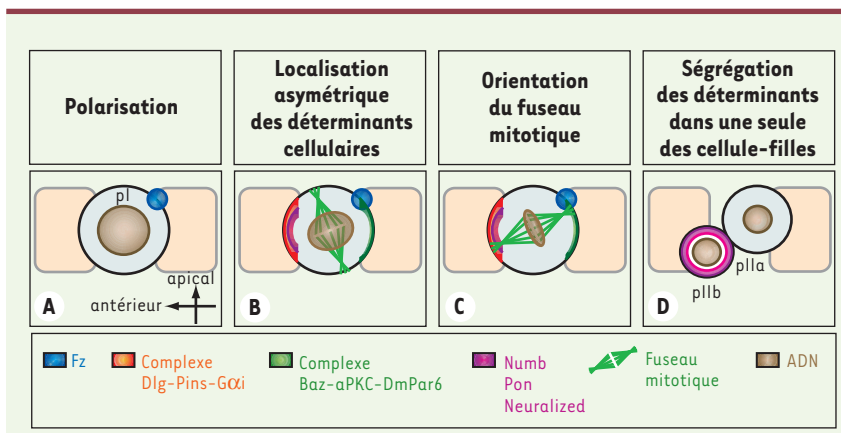 Polarisation
Localisation
asymétrique
des déterminants
cellulaires
Orientation
du fuseau
mitotique
Ségrégation
des déterminants
dans une seule
des cellule-filles
pI
apical
antérieur
A
B
C
pIIa
pIIb
D
Fz
Complexe
Dlg-Pins-Gαi
Complexe
Baz-aPKC-DmPar6
Numb
Pon
Neuralized
Fuseau
mitotique
ADN